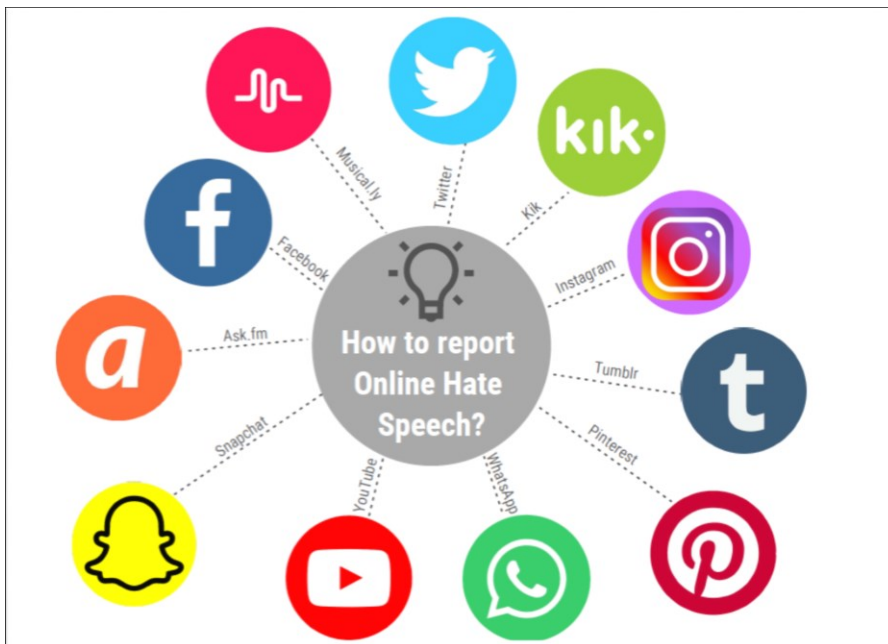 Musical.ly
Twitter
kik.
Kik
Facebook
Instagram
Ask.fm
How to report
Online Hate
Speech?
Tumblr
Snapchat
Pinterest
YouTube
WhatsApp